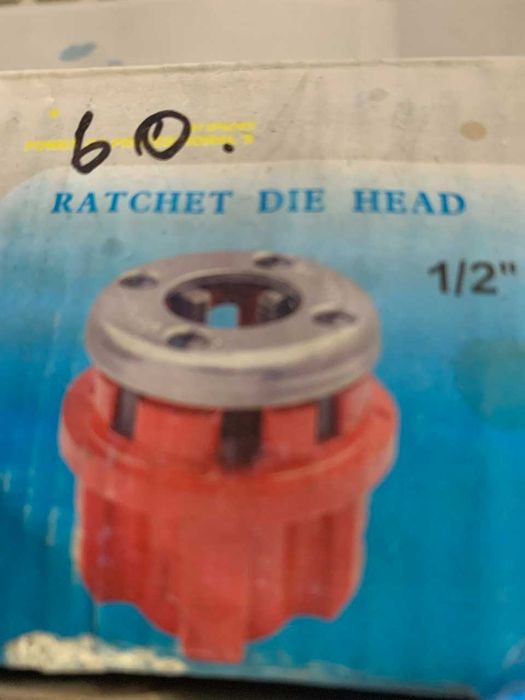 60.
RATCHET DIE HEAD
1/2"